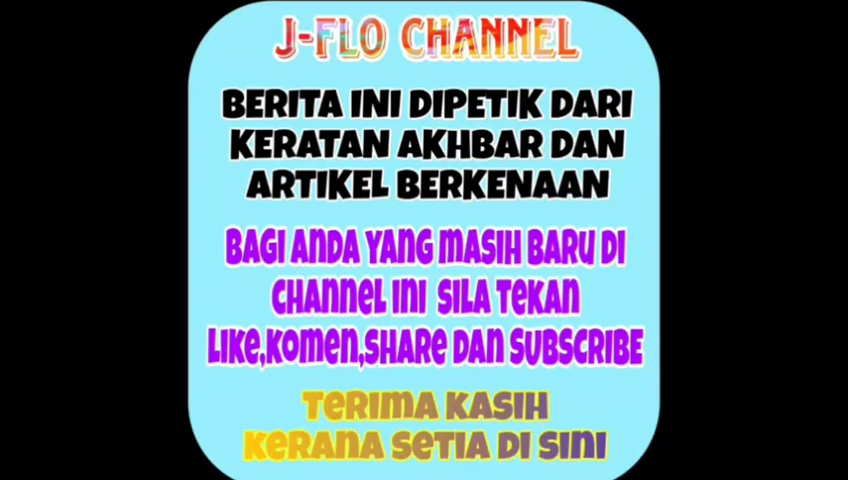 J-FLO CHANNEL
BERITA INI DIPETIK DARI
KERATAN AKHBAR DAN
ARTIKEL BERKENAAN
BAGI ANDA YANG MASIH BARU DI
CHANNEL INI SILA TEKAN
LIKE,KOMEN,SHARE DAN SUBSCRIBE
TERIMA KASIH
KERANA SETIA DI SINI